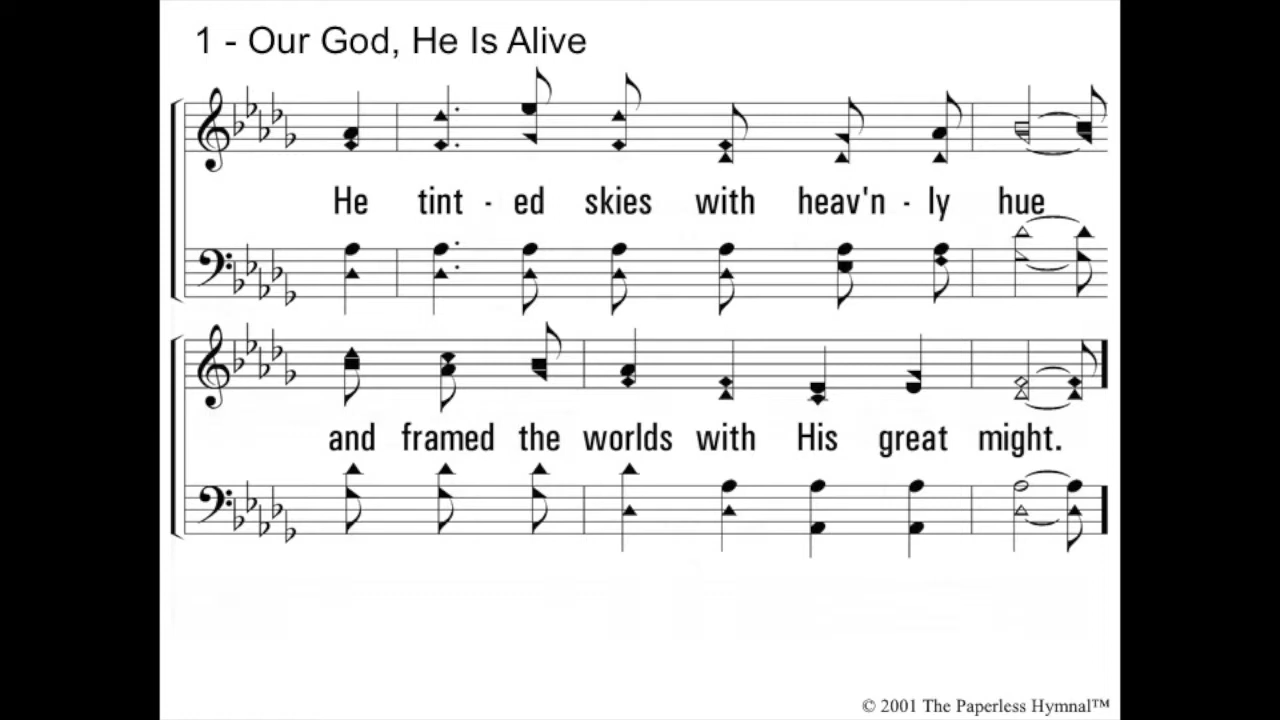 1 - Our God, He Is Alive
He tint - ed skies with heav'n - ly hue
and framed the worlds with His great might.
© 2001 The Paperless Hymnal™